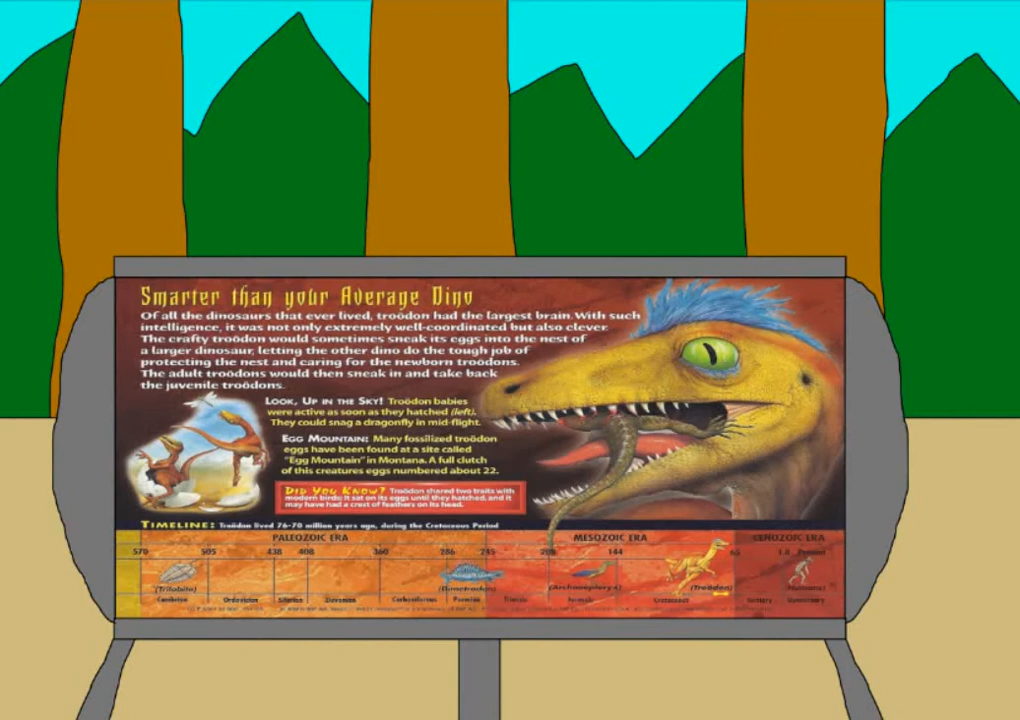 Smarter than your Average Dino
Of all the dinosaurs that ever lived, troödon had the largest brain. With such
intelligence, it was not only extremely well-coordinated but also clever.
The crafty troödon would sometimes sneak its eggs into the nest of
a larger dinosaur, letting the other dino do the tough job of
protecting the nest and caring for the newborn troödons.
The adult troödons would then sneak in and take back
the juvenile troödons.
Look, Up in the Sky! Troödon babies
were active as soon as they hatched (left).
They could snag a dragonfly in mid-flight.
Egg Mountain: Many fossilized troödon
eggs have been found at a site called
"Egg Mountain" in Montana. A full clutch
of this creatures eggs numbered about 22.
Did You Know? Troödon shared two traits with
modern birds: it sat on its eggs until they hatched, and it
may have had a crest of feathers on its head.
Timeline: Troödon lived 76-70 million years ago, during the Cretaceous Period
PALEOZOIC ERA MESOZOIC ERA CENOZOIC ERA
570 505 438 408 360 286 245 208 144 65 1.8 Present
(Trilobite) (Dimetrodon) (Archaeopteryx) (Troödon) (Humans)
Cambrian Ordovician Silurian Devonian Carboniferous Permian Triassic Jurassic Cretaceous Tertiary Quaternary